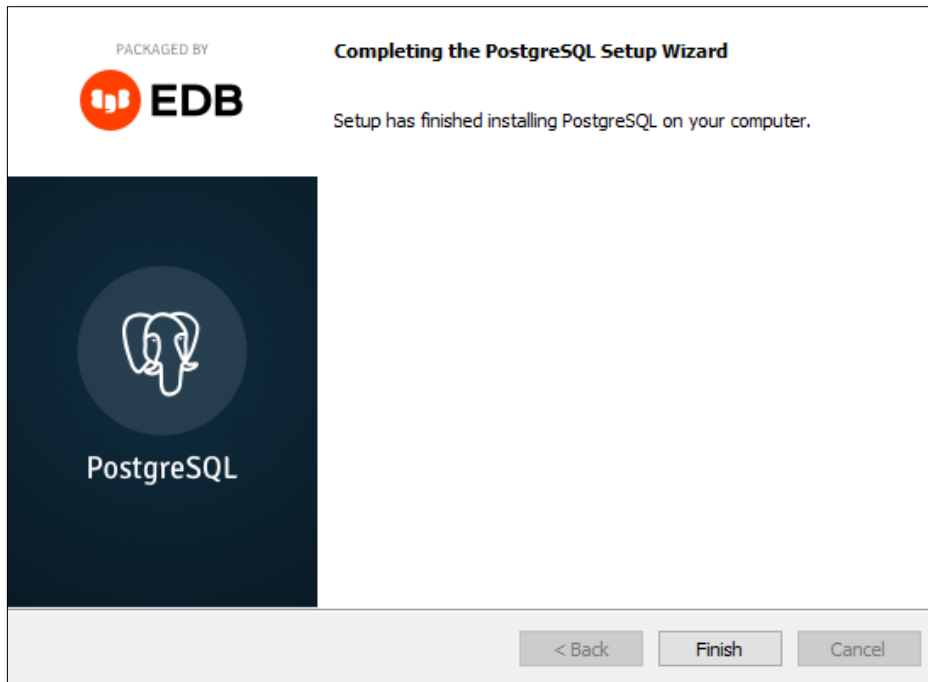 PACKAGED BY
EDB
Completing the PostgreSQL Setup Wizard
Setup has finished installing PostgreSQL on your computer.
PostgreSQL
< Back
Finish
Cancel